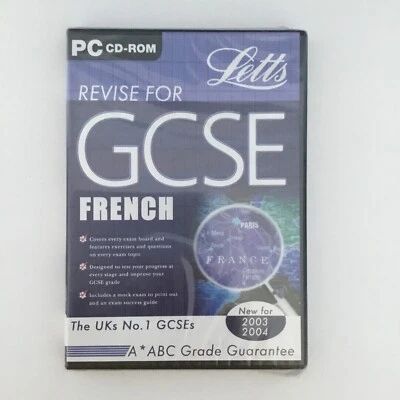 PC CD-ROM
Letts
REVISE FOR
GCSE
FRENCH
PARIS
FRANCE
Covers every exam board and
features exercises and questions
on every exam topic
Designed to test your progress at
every stage and improve your
GCSE grade
Includes a mock exam to print out
and an exam success guide
The UKs No.1 GCSEs
New for
2003
2004
A*ABC Grade Guarantee